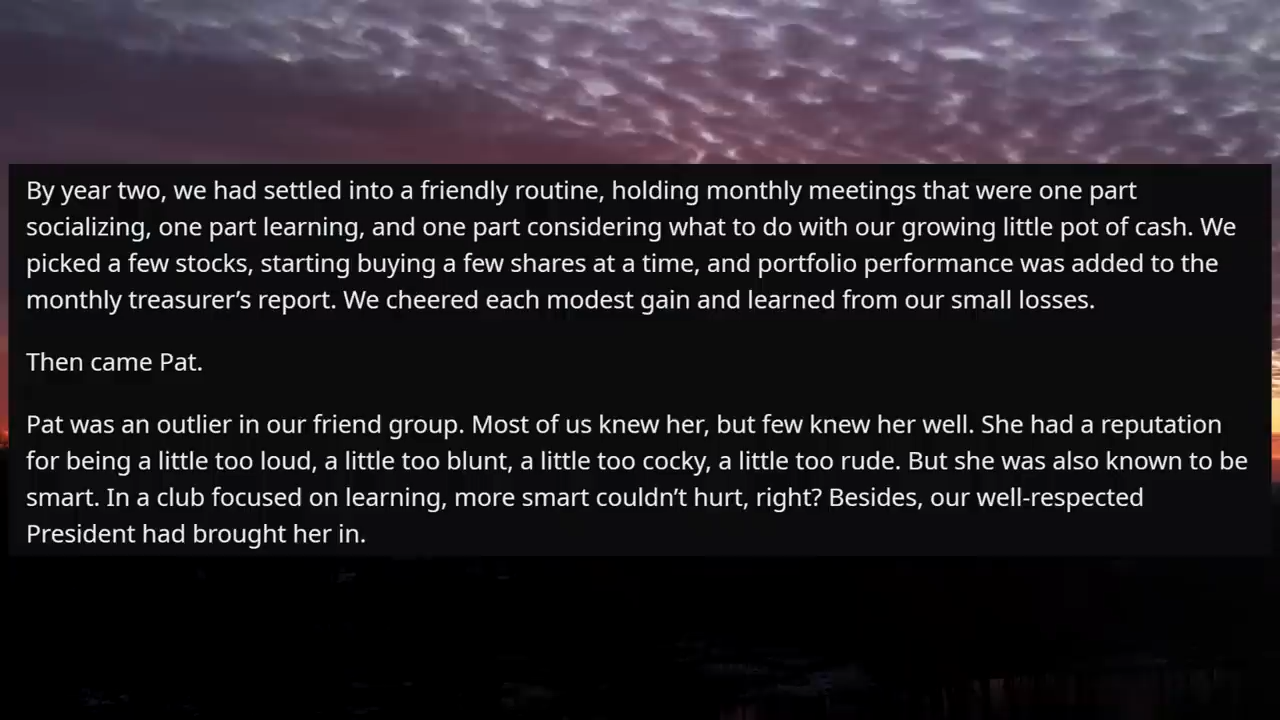 By year two, we had settled into a friendly routine, holding monthly meetings that were one part
socializing, one part learning, and one part considering what to do with our growing little pot of cash. We
picked a few stocks, starting buying a few shares at a time, and portfolio performance was added to the
monthly treasurer’s report. We cheered each modest gain and learned from our small losses.
Then came Pat.
Pat was an outlier in our friend group. Most of us knew her, but few knew her well. She had a reputation
for being a little too loud, a little too blunt, a little too cocky, a little too rude. But she was also known to be
smart. In a club focused on learning, more smart couldn’t hurt, right? Besides, our well-respected
President had brought her in.